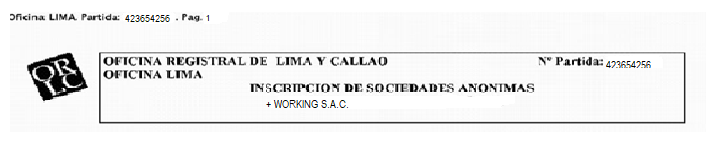 Oficina: LIMA. Partida: 423654256 . Pag. 1
ORLC
OFICINA REGISTRAL DE LIMA Y CALLAO Nº Partida: 423654256
OFICINA LIMA
INSCRIPCION DE SOCIEDADES ANONIMAS
+ WORKING S.A.C.